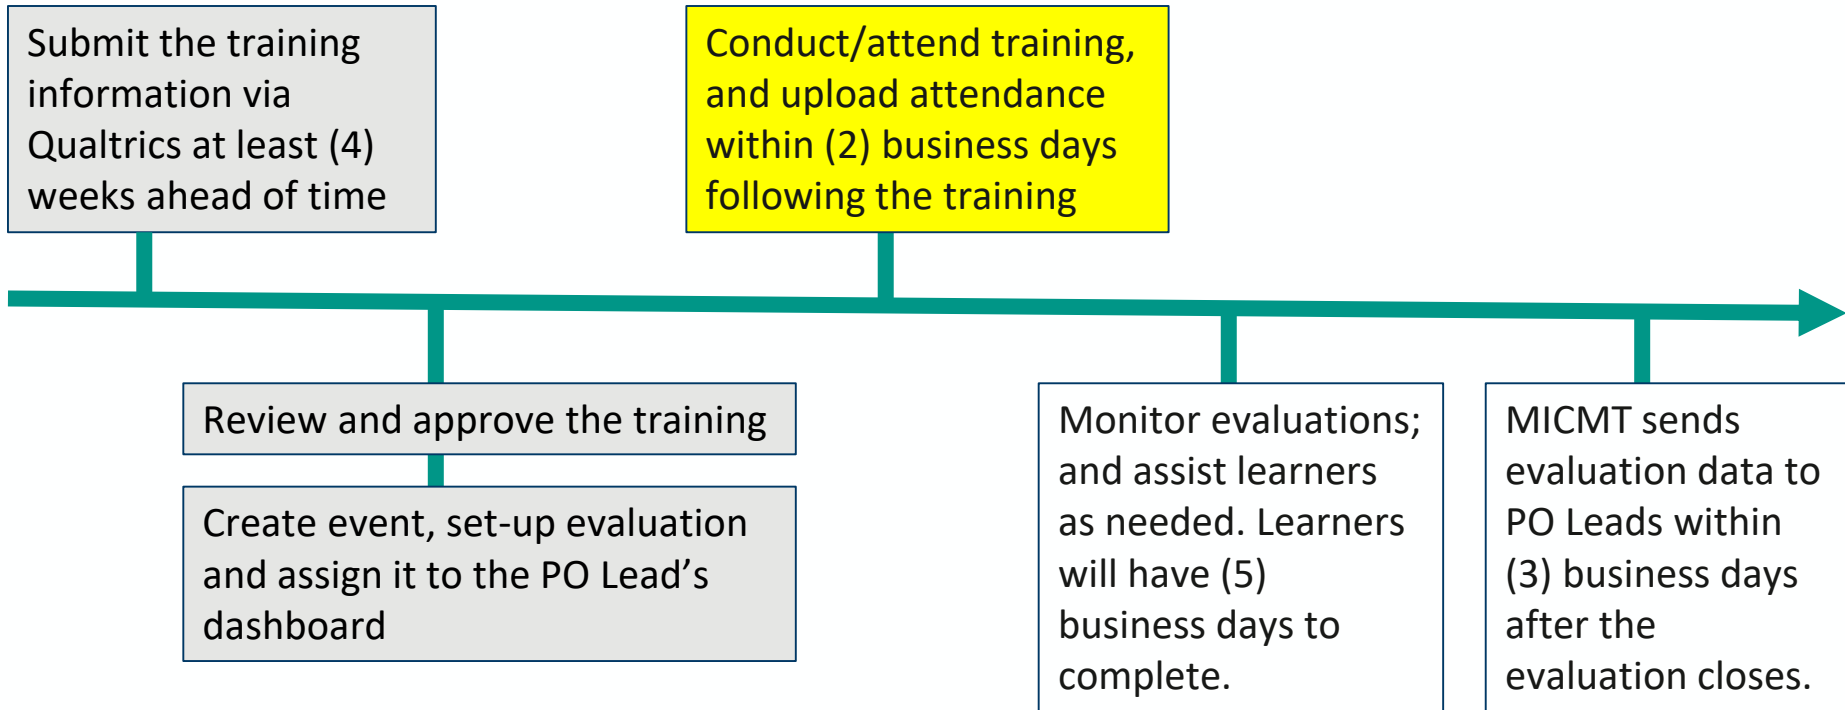 Submit the training
information via
Qualtrics at least (4)
weeks ahead of time
Conduct/attend training,
and upload attendance
within (2) business days
following the training
Review and approve the training
Create event, set-up evaluation
and assign it to the PO Lead’s
dashboard
Monitor evaluations;
and assist learners
as needed. Learners
will have (5)
business days to
complete.
MICMT sends
evaluation data to
PO Leads within
(3) business days
after the
evaluation closes.